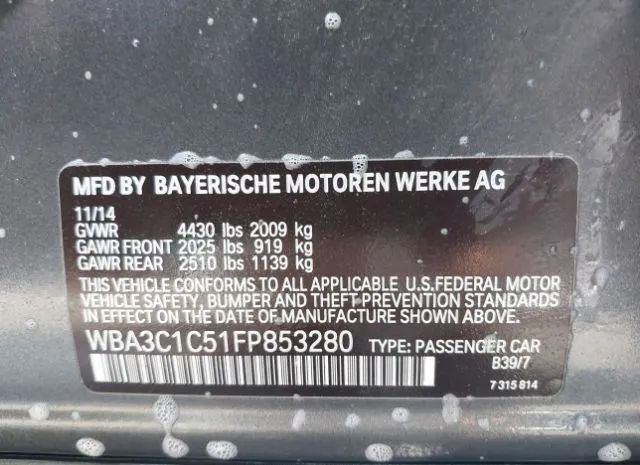 MFD BY BAYERISCHE MOTOREN WERKE AG
11/14
GVWR 4430 lbs 2009 kg
GAWR FRONT 2025 lbs 919 kg
GAWR REAR 2510 lbs 1139 kg
THIS VEHICLE CONFORMS TO ALL APPLICABLE U.S.FEDERAL MOTOR
VEHICLE SAFETY, BUMPER AND THEFT PREVENTION STANDARDS
IN EFFECT ON THE DATE OF MANUFACTURE SHOWN ABOVE.
WBA3C1C51FP853280 TYPE: PASSENGER CAR
B39/7
7 315 814